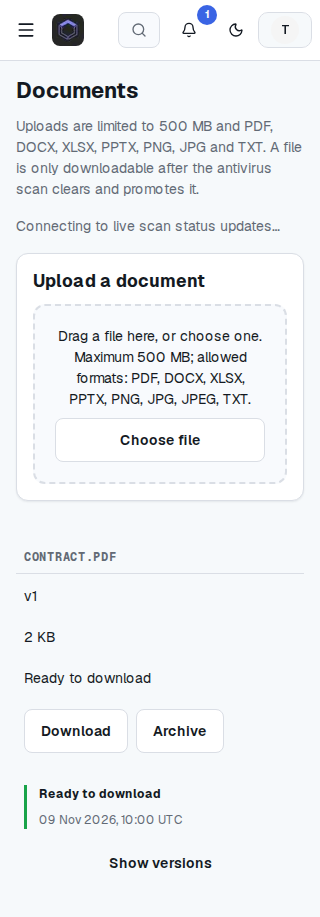 1
T
Documents
Uploads are limited to 500 MB and PDF,
DOCX, XLSX, PPTX, PNG, JPG and TXT. A file
is only downloadable after the antivirus
scan clears and promotes it.
Connecting to live scan status updates…
Upload a document
Drag a file here, or choose one.
Maximum 500 MB; allowed
formats: PDF, DOCX, XLSX,
PPTX, PNG, JPG, JPEG, TXT.
Choose file
CONTRACT.PDF
v1
2 KB
Ready to download
Download Archive
Ready to download
09 Nov 2026, 10:00 UTC
Show versions